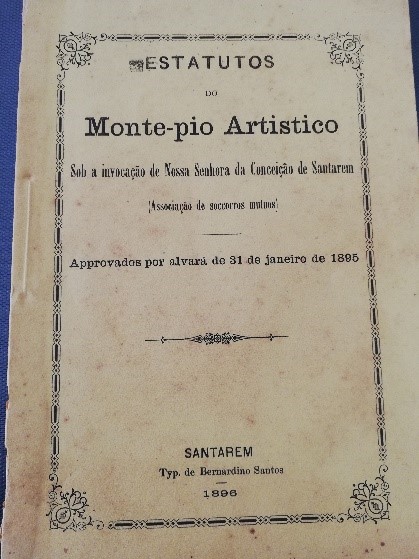 ESTATUTOS
DO
Monte-pio Artistico
Sob a invocação de Nossa Senhora da Conceição de Santarem
(Associação de soccorros mutuos)
Approvados por alvará de 31 de janeiro de 1895
SANTAREM
Typ. de Bernardino Santos
1896